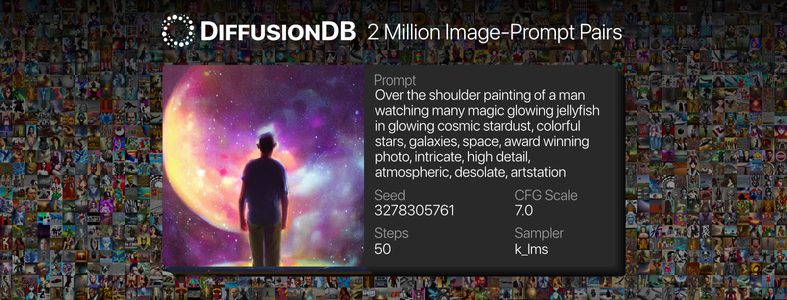 DIFFUSIONDB 2 Million Image-Prompt Pairs
Prompt
Over the shoulder painting of a man
watching many magic glowing jellyfish
in glowing cosmic stardust, colorful
stars, galaxies, space, award winning
photo, intricate, high detail,
atmospheric, desolate, artstation
Seed CFG Scale
3278305761 7.0
Steps Sampler
50 k_lms